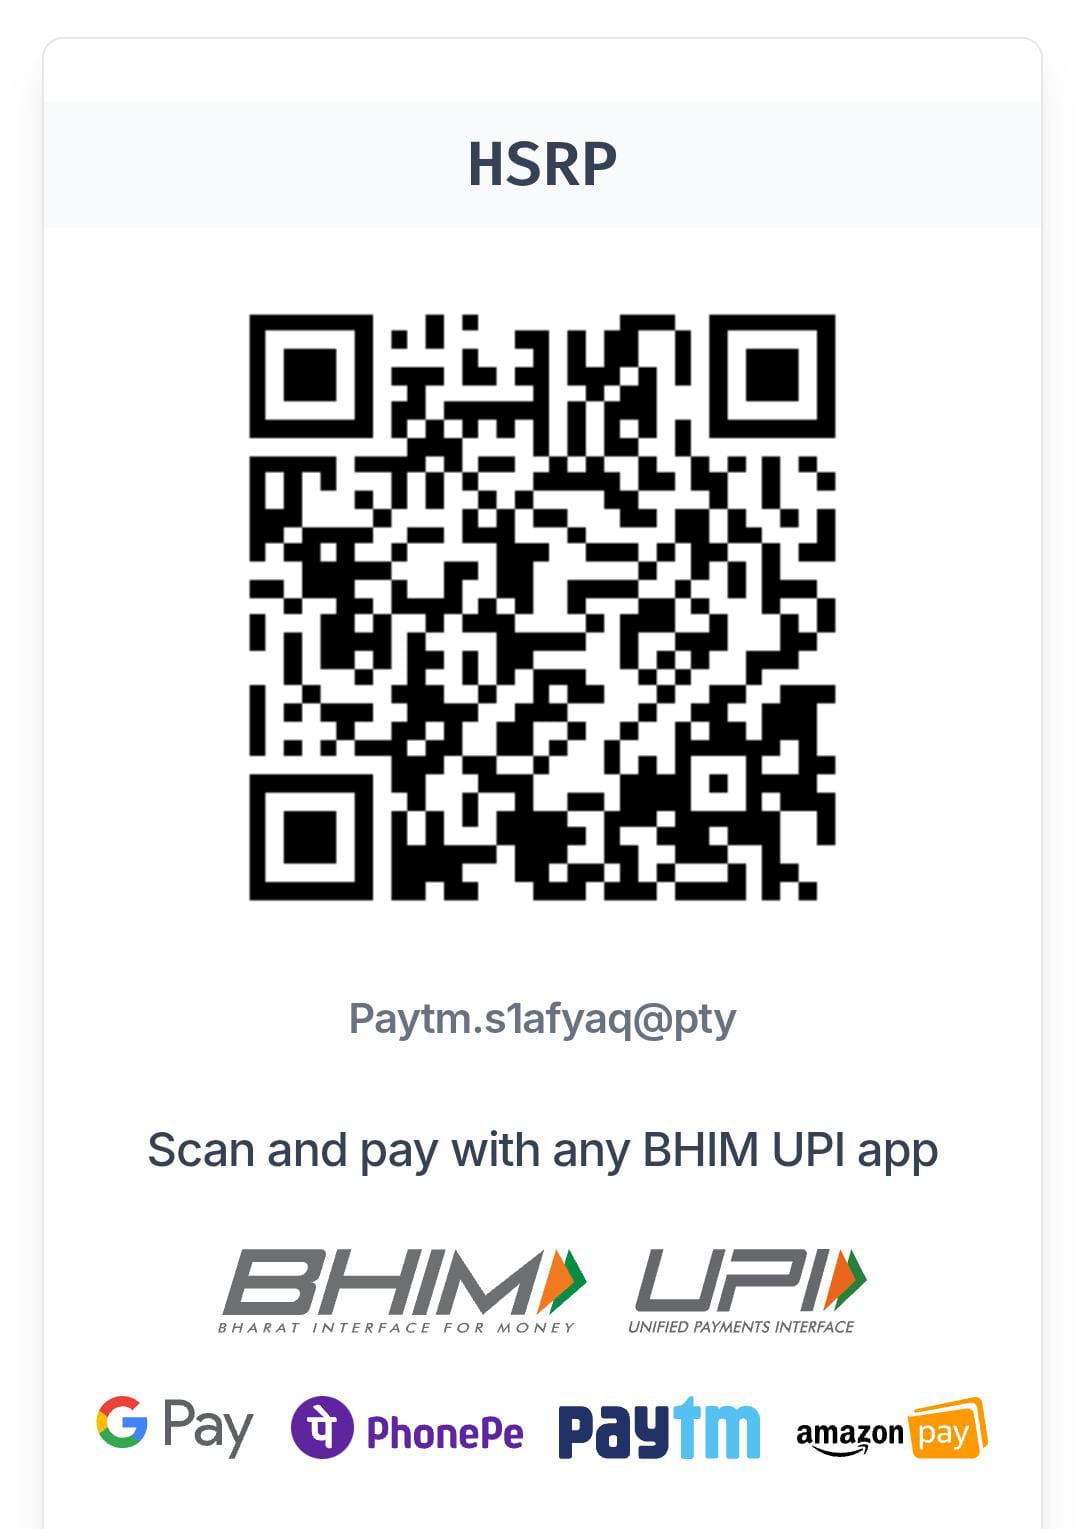 HSRP
Paytm.s1afyaq@pty
Scan and pay with any BHIM UPI app
BHIM UPI
BHARAT INTERFACE FOR MONEY UNIFIED PAYMENTS INTERFACE
G Pay पे PhonePe paytm amazon pay